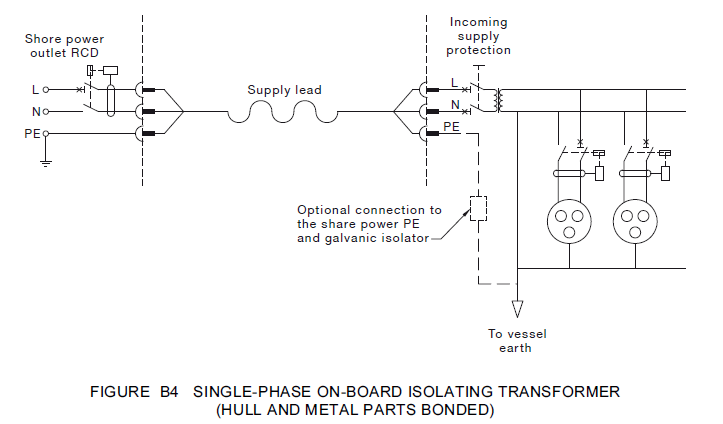 Shore power
outlet RCD
Incoming
supply
protection
L
N
PE
Supply lead
L
N
PE
Optional connection to
the share power PE
and galvanic isolator
To vessel
earth
FIGURE B4 SINGLE-PHASE ON-BOARD ISOLATING TRANSFORMER
(HULL AND METAL PARTS BONDED)